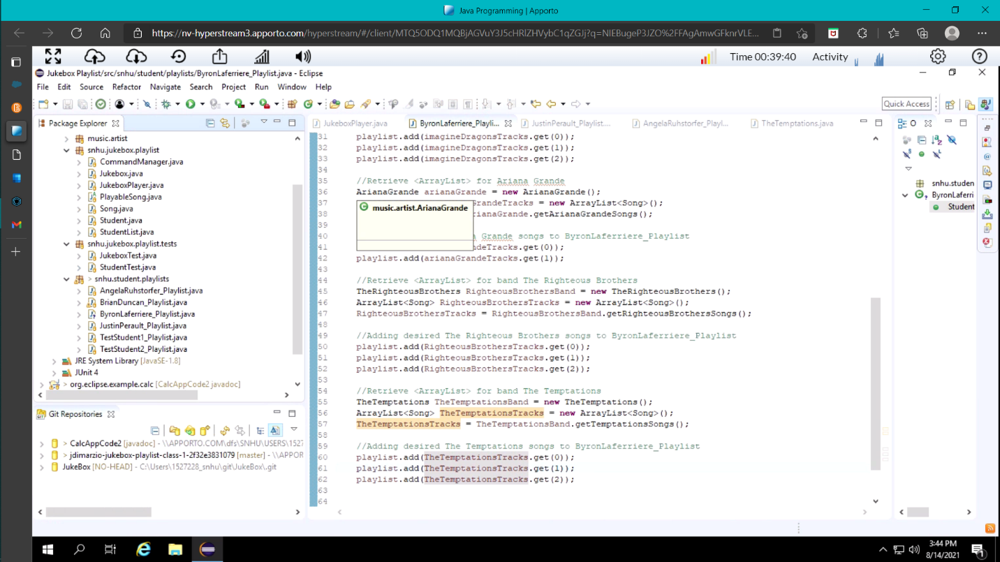 Java Programming | Apporto
https://nv-hyperstream3.apporto.com/hyperstream/#/client/MTQ5ODQ1MQBjAGVuY3J5cHRlZHVybC1qZGJj?q=NIEBugeP3JZO%2FFAgAmwGFknrVLE...
Time 00:39:40 Activity
Jukebox Playlist/src/snhu/student/playlists/ByronLaferriere_Playlist.java - Eclipse
File Edit Source Refactor Navigate Search Project Run Window Help
Quick Access
Package Explorer
music.artist
snhu.jukebox.playlist
CommandManager.java
Jukebox.java
JukeboxPlayer.java
PlayableSong.java
Song.java
Student.java
StudentList.java
snhu.jukebox.playlist.tests
JukeboxTest.java
StudentTest.java
> snhu.student.playlists
AngelaRuhstorfer_Playlist.java
BrianDuncan_Playlist.java
ByronLaferriere_Playlist.java
JustinPerault_Playlist.java
TestStudent1_Playlist.java
TestStudent2_Playlist.java
JRE System Library [JavaSE-1.8]
JUnit 4
> org.eclipse.example.calc [CalcAppCode2 javadoc]
Git Repositories
> CalcAppCode2 [javadoc] - \\APPORTO.COM\dfs\SNHU\USERS\1527
> jdimarzio-jukebox-playlist-class-1-2f32e3831079 [master] - \\APPOR
JukeBox [NO-HEAD] - C:\Users\1527228_snhu\git\JukeBox\.git
JukeboxPlayer.java ByronLaferriere_Playli... JustinPerault_Playlist.... AngelaRuhstorfer_Playl... TheTemptations.java
31 playlist.add(imagineDragonsTracks.get(0));
32 playlist.add(imagineDragonsTracks.get(1));
33 playlist.add(imagineDragonsTracks.get(2));
34
35 //Retrieve <ArrayList> for Ariana Grande
36 ArianaGrande arianaGrande = new ArianaGrande();
37 GrandeTracks = new ArrayList<Song>();
38 ianaGrande.getArianaGrandeSongs();
music.artist.ArianaGrande
39
40 a Grande songs to ByronLaferriere_Playlist
41 ndeTracks.get(0));
42 playlist.add(arianaGrandeTracks.get(1));
43
44 //Retrieve <ArrayList> for band The Righteous Brothers
45 TheRighteousBrothers RighteousBrothersBand = new TheRighteousBrothers();
46 ArrayList<Song> RighteousBrothersTracks = new ArrayList<Song>();
47 RighteousBrothersTracks = RighteousBrothersBand.getRighteousBrothersSongs();
48
49 //Adding desired The Righteous Brothers songs to ByronLaferriere_Playlist
50 playlist.add(RighteousBrothersTracks.get(0));
51 playlist.add(RighteousBrothersTracks.get(1));
52 playlist.add(RighteousBrothersTracks.get(2));
53
54 //Retrieve <ArrayList> for band The Temptations
55 TheTemptations TheTemptationsBand = new TheTemptations();
56 ArrayList<Song> TheTemptationsTracks = new ArrayList<Song>();
57 TheTemptationsTracks = TheTemptationsBand.getTemptationsSongs();
58
59 //Adding desired The Temptations songs to ByronLaferriere_Playlist
60 playlist.add(TheTemptationsTracks.get(0));
61 playlist.add(TheTemptationsTracks.get(1));
62 playlist.add(TheTemptationsTracks.get(2));
63
64
O
snhu.studen
ByronLaferri
Student
3:44 PM
8/14/2021
1